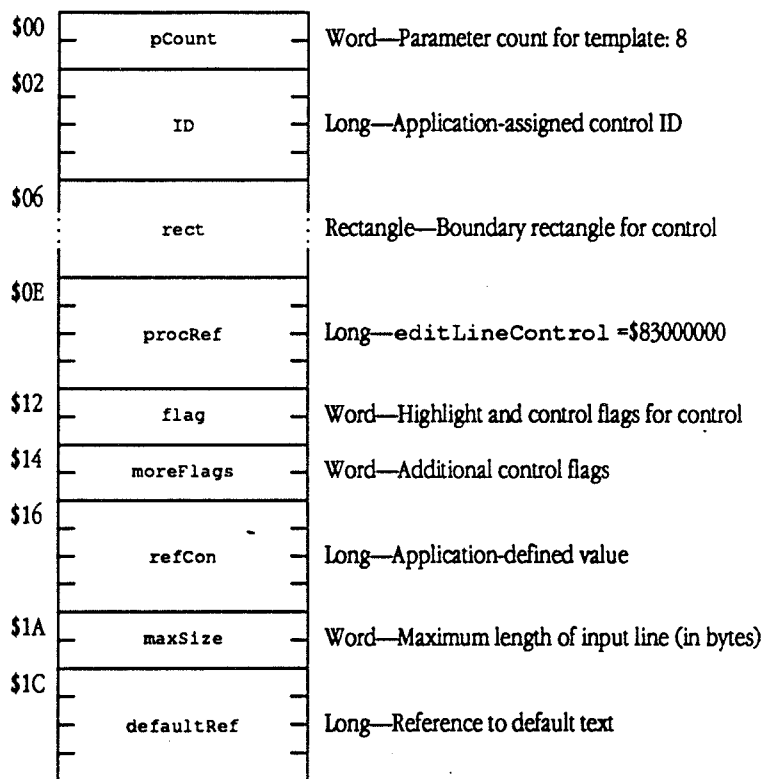 $00 pCount Word—Parameter count for template: 8
$02 ID Long—Application-assigned control ID
$06 rect Rectangle—Boundary rectangle for control
$0E procRef Long—editLineControl =$83000000
$12 flag Word—Highlight and control flags for control
$14 moreFlags Word—Additional control flags
$16 refCon Long—Application-defined value
$1A maxSize Word—Maximum length of input line (in bytes)
$1C defaultRef Long—Reference to default text